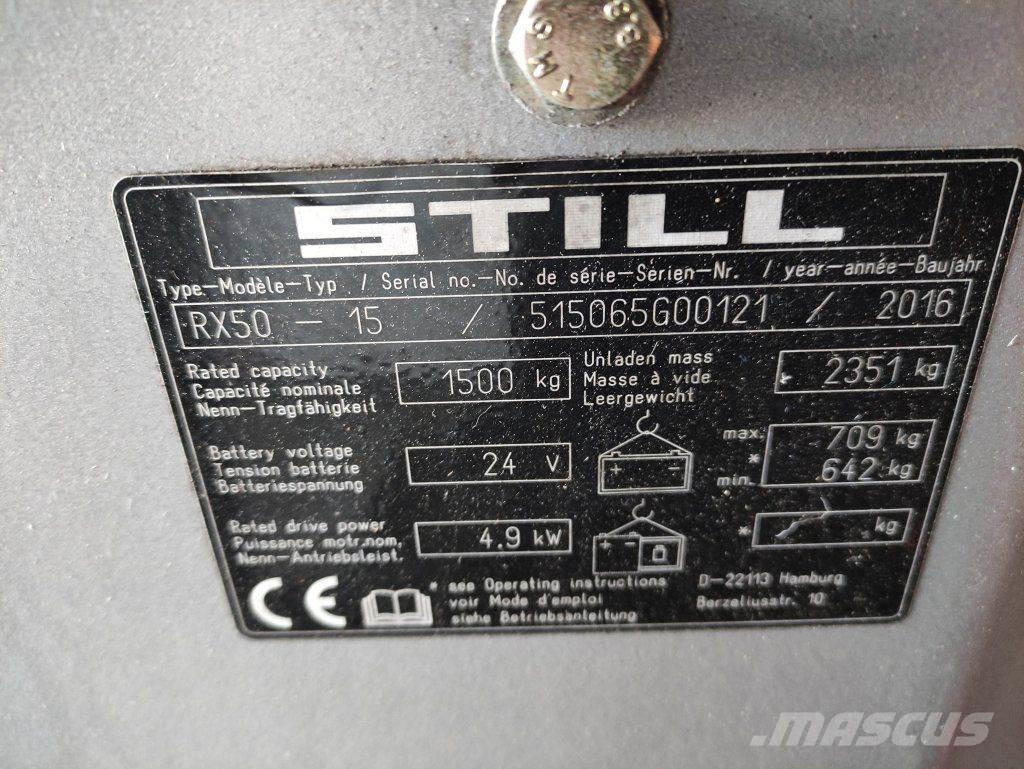 8.8
TMS
STILL
Type-Modèle-Typ / Serial no.-No. de série-Serien-Nr. / year-année-Baujahr
RX50 - 15 / 515065G00121 / 2016
Rated capacity
Capacité nominale
Nenn-Tragfähigkeit
1500 kg
Unladen mass
Masse à vide
Leergewicht
2351 kg
Battery voltage
Tension batterie
Batteriespannung
24 V
+ -
max. 709 kg
*
min. 642 kg
Rated drive power
Puissance motr.nom.
Nenn-Antriebsleist.
4.9 kW
+ -
* kg
CE
* see Operating instructions
voir Mode d'emploi
siehe Betriebsanleitung
D-22113 Hamburg
Berzeliusstr. 10
MASCUS